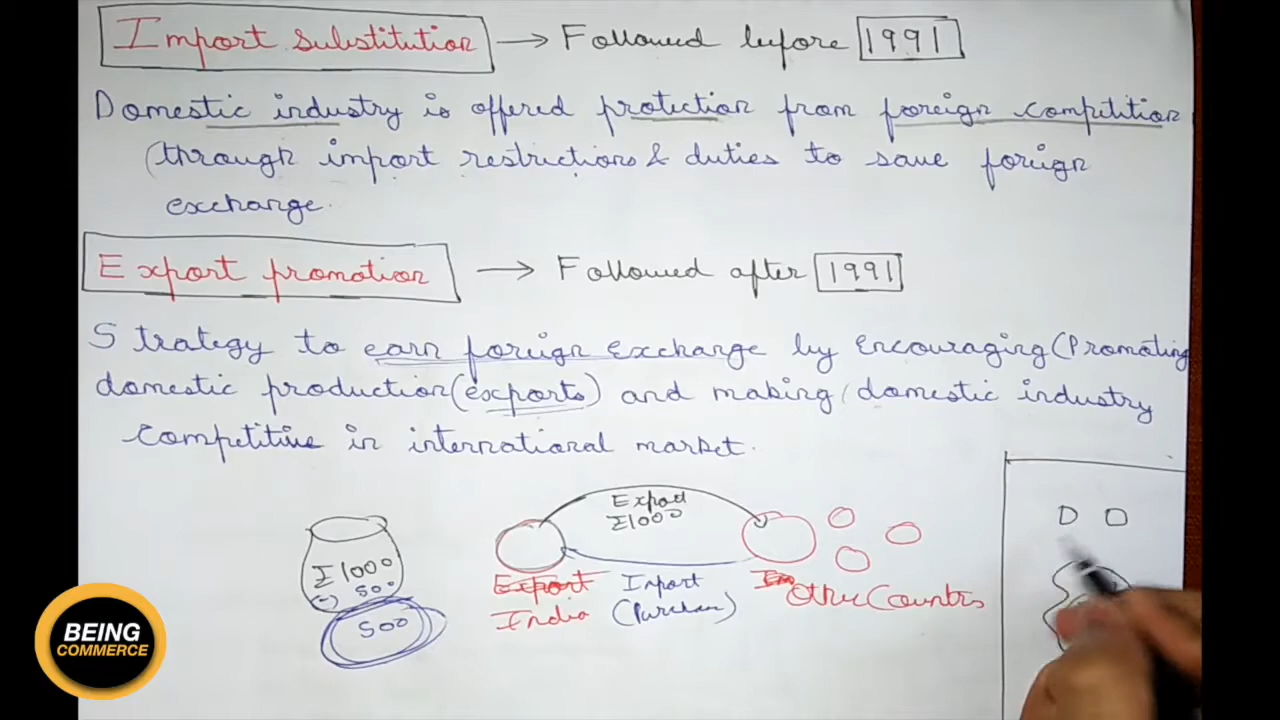 Import substitution → Followed before 1991
Domestic industry is offered protection from foreign competition
(through import restrictions & duties to save foreign
exchange.
Export promotion → Followed after 1991
Strategy to earn foreign exchange by Encouraging (Promoting
domestic production (exports) and making domestic industry
competitive in international market.
Export
1000
1000
(-) 500
500
Export Import
India
Other Countries
D
BEING
COMMERCE